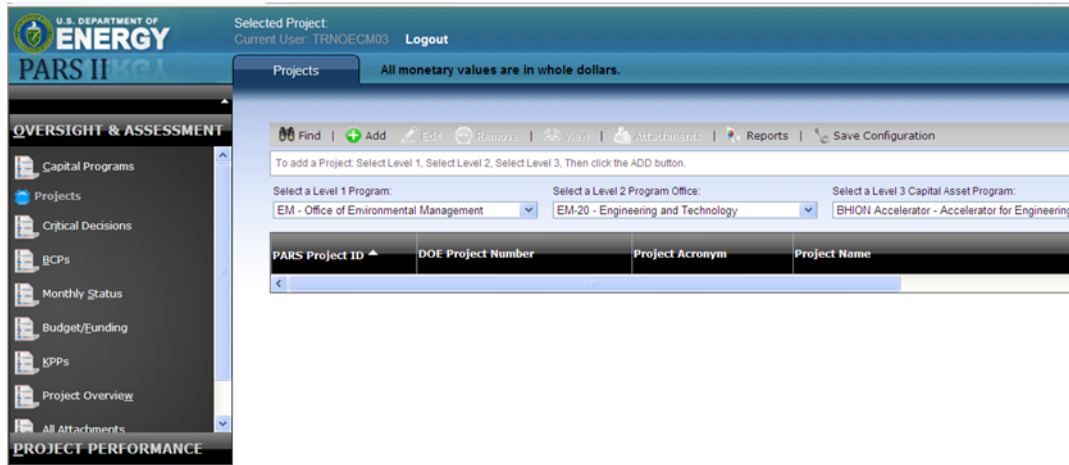 U.S. DEPARTMENT OF
ENERGY
PARS II
Selected Project:
Current User: TRNOECM03 Logout
Projects All monetary values are in whole dollars.
OVERSIGHT & ASSESSMENT
Capital Programs
Projects
Critical Decisions
BCPs
Monthly Status
Budget/Funding
KPPs
Project Overview
All Attachments
PROJECT PERFORMANCE
Find | Add Edit Remove | View | Attachments | Reports | Save Configuration
To add a Project: Select Level 1, Select Level 2, Select Level 3, Then click the ADD button.
Select a Level 1 Program: Select a Level 2 Program Office: Select a Level 3 Capital Asset Program:
EM - Office of Environmental Management EM-20 - Engineering and Technology BHION Accelerator - Accelerator for Engineering
PARS Project ID DOE Project Number Project Acronym Project Name